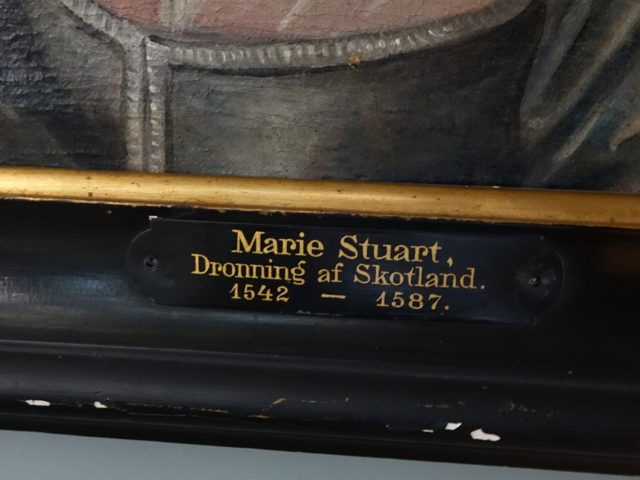 Marie Stuart,
Dronning af Skotland.
1542 — 1587.